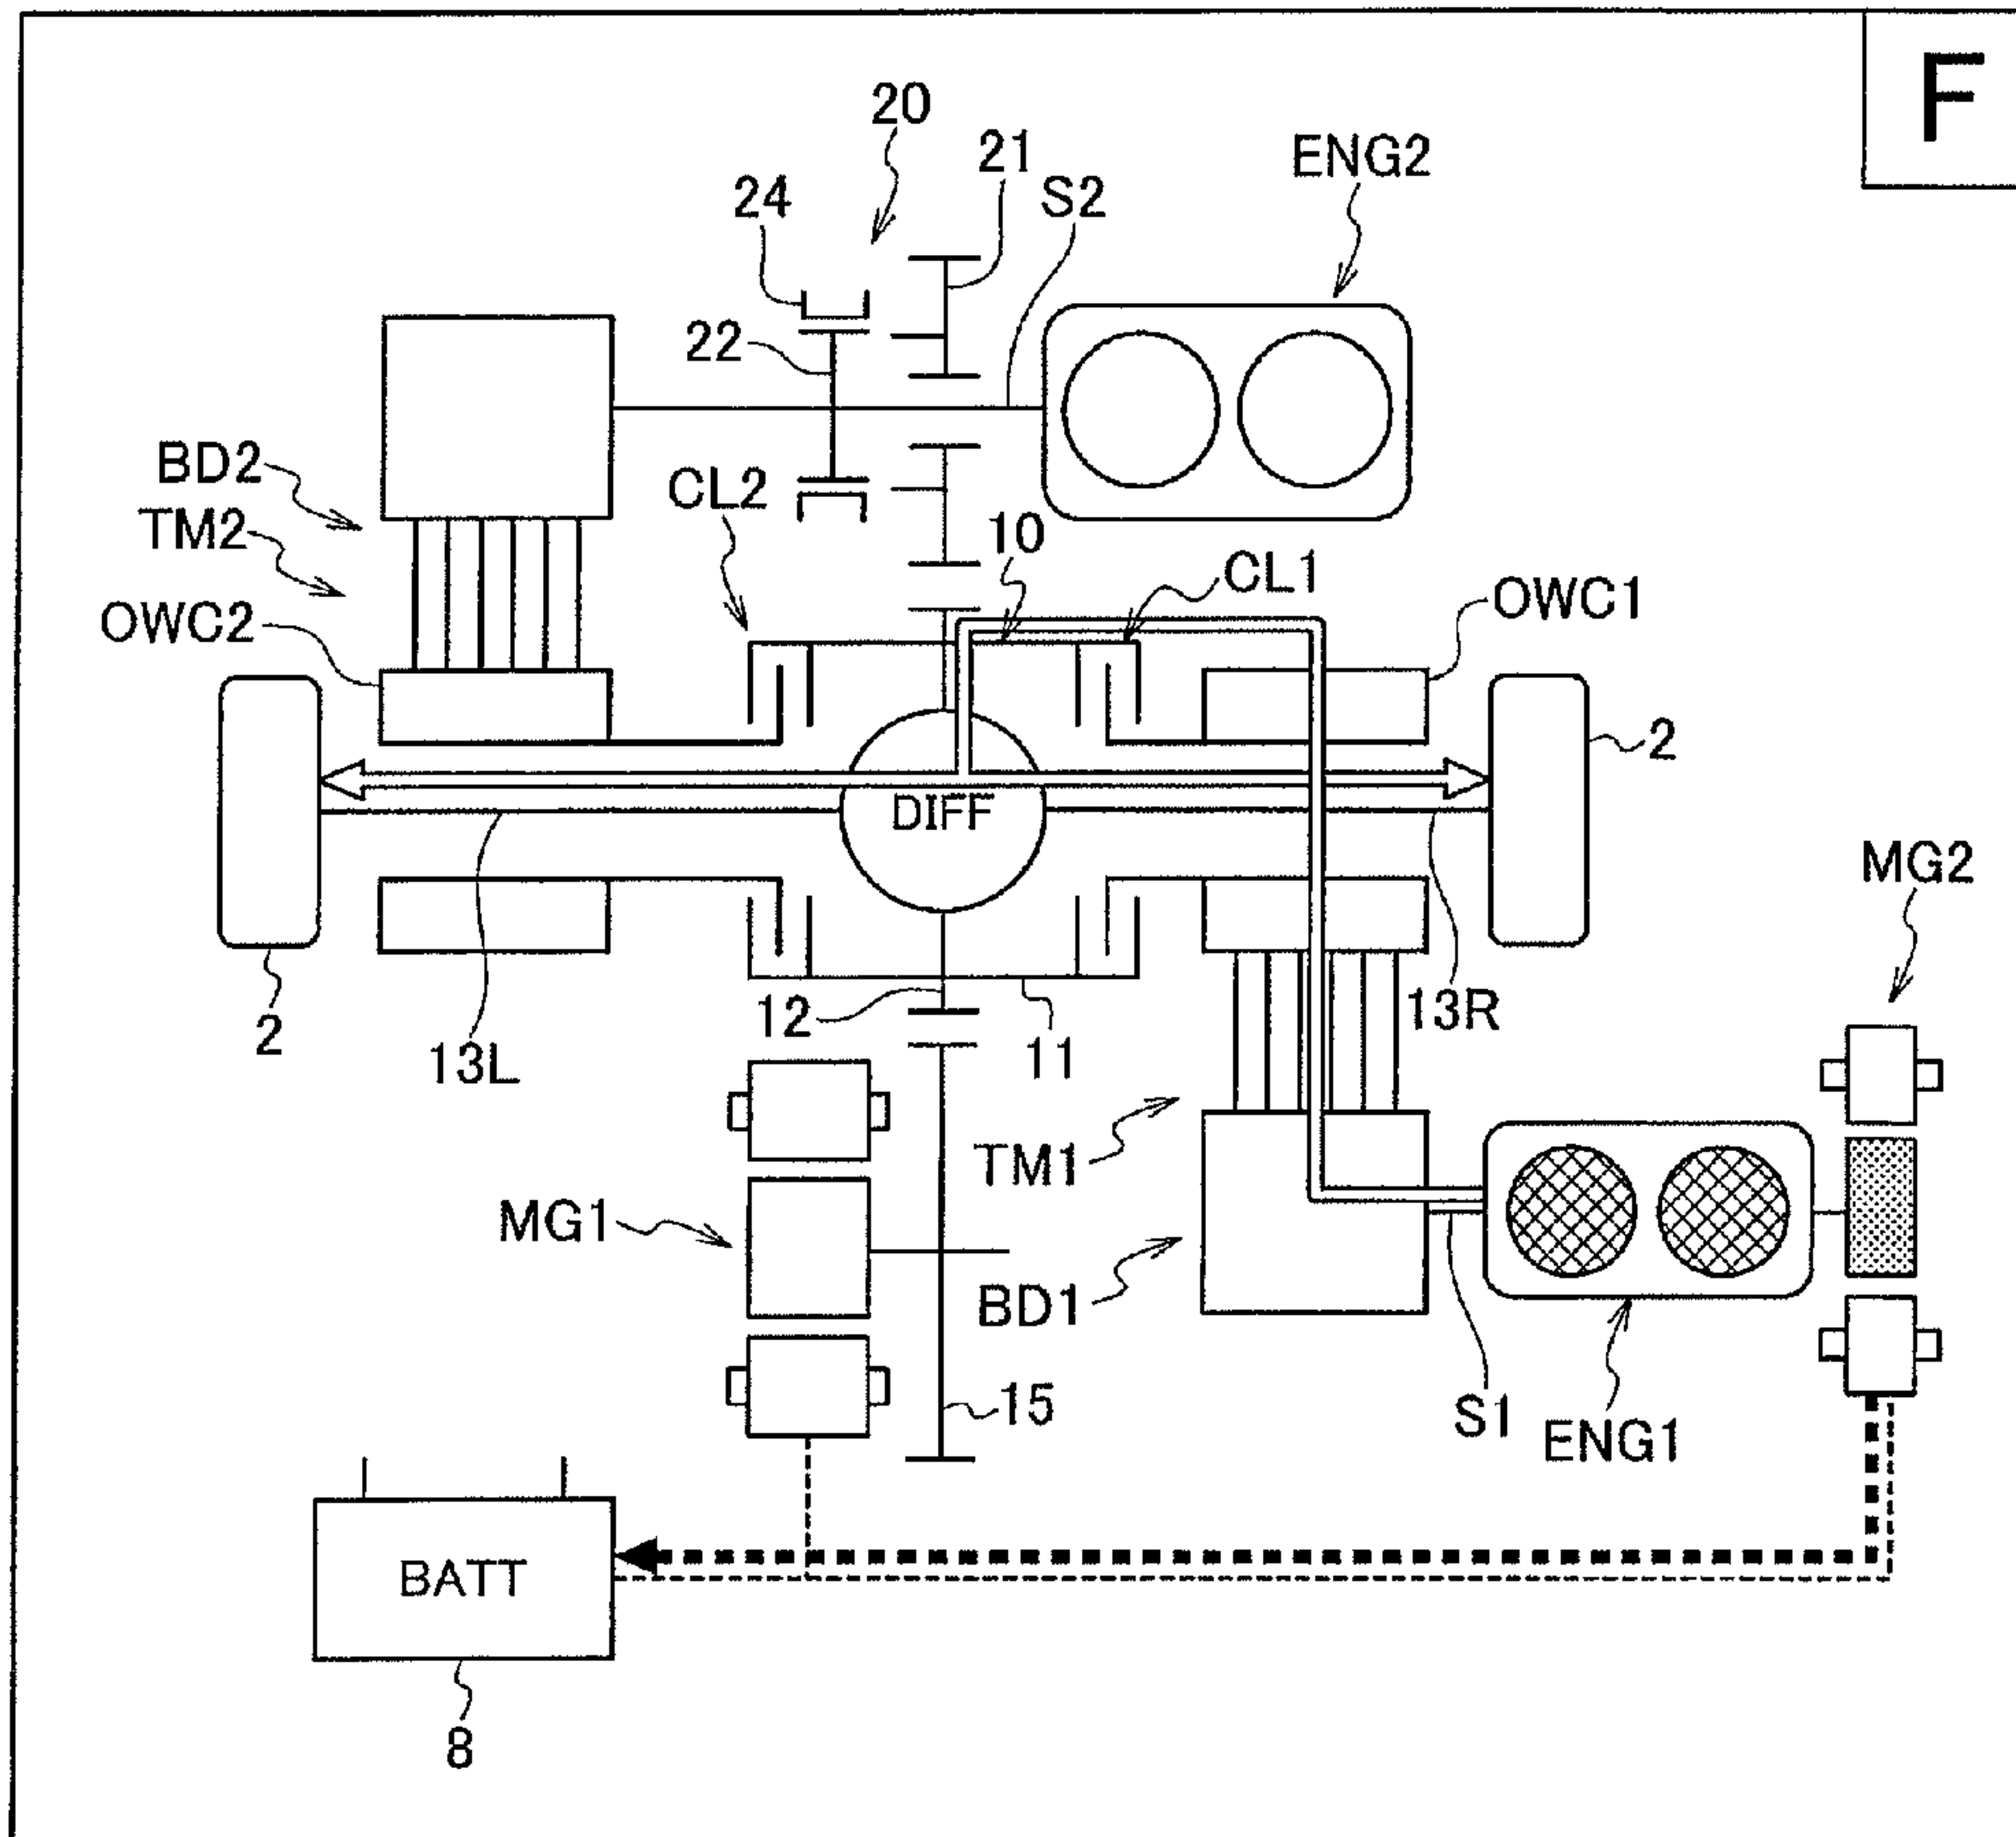 F
20
21
ENG2
24
S2
22
BD2
CL2
TM2
10
CL1
OWC1
OWC2
2
DIFF
MG2
2
12
13R
13L
11
TM1
MG1
BD1
15
S1
ENG1
BATT
8